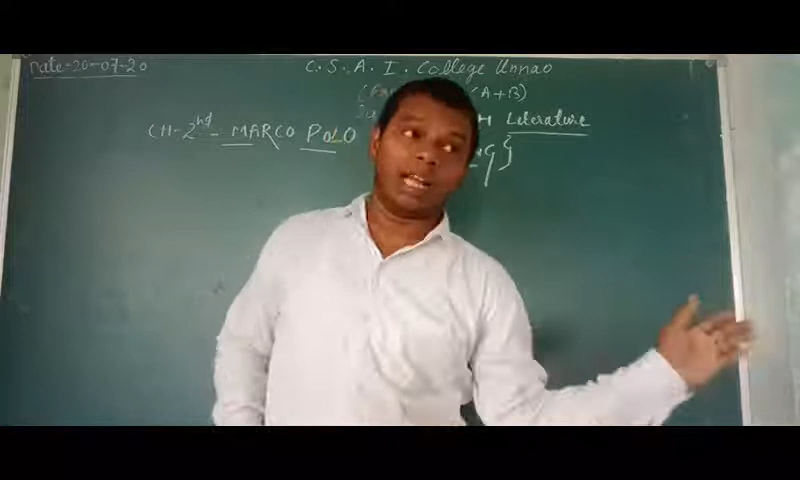 Date-20-07-20
C. S. A. I. College Unnao
(A+B)
H Literature
CH-2nd - MARCO POLO